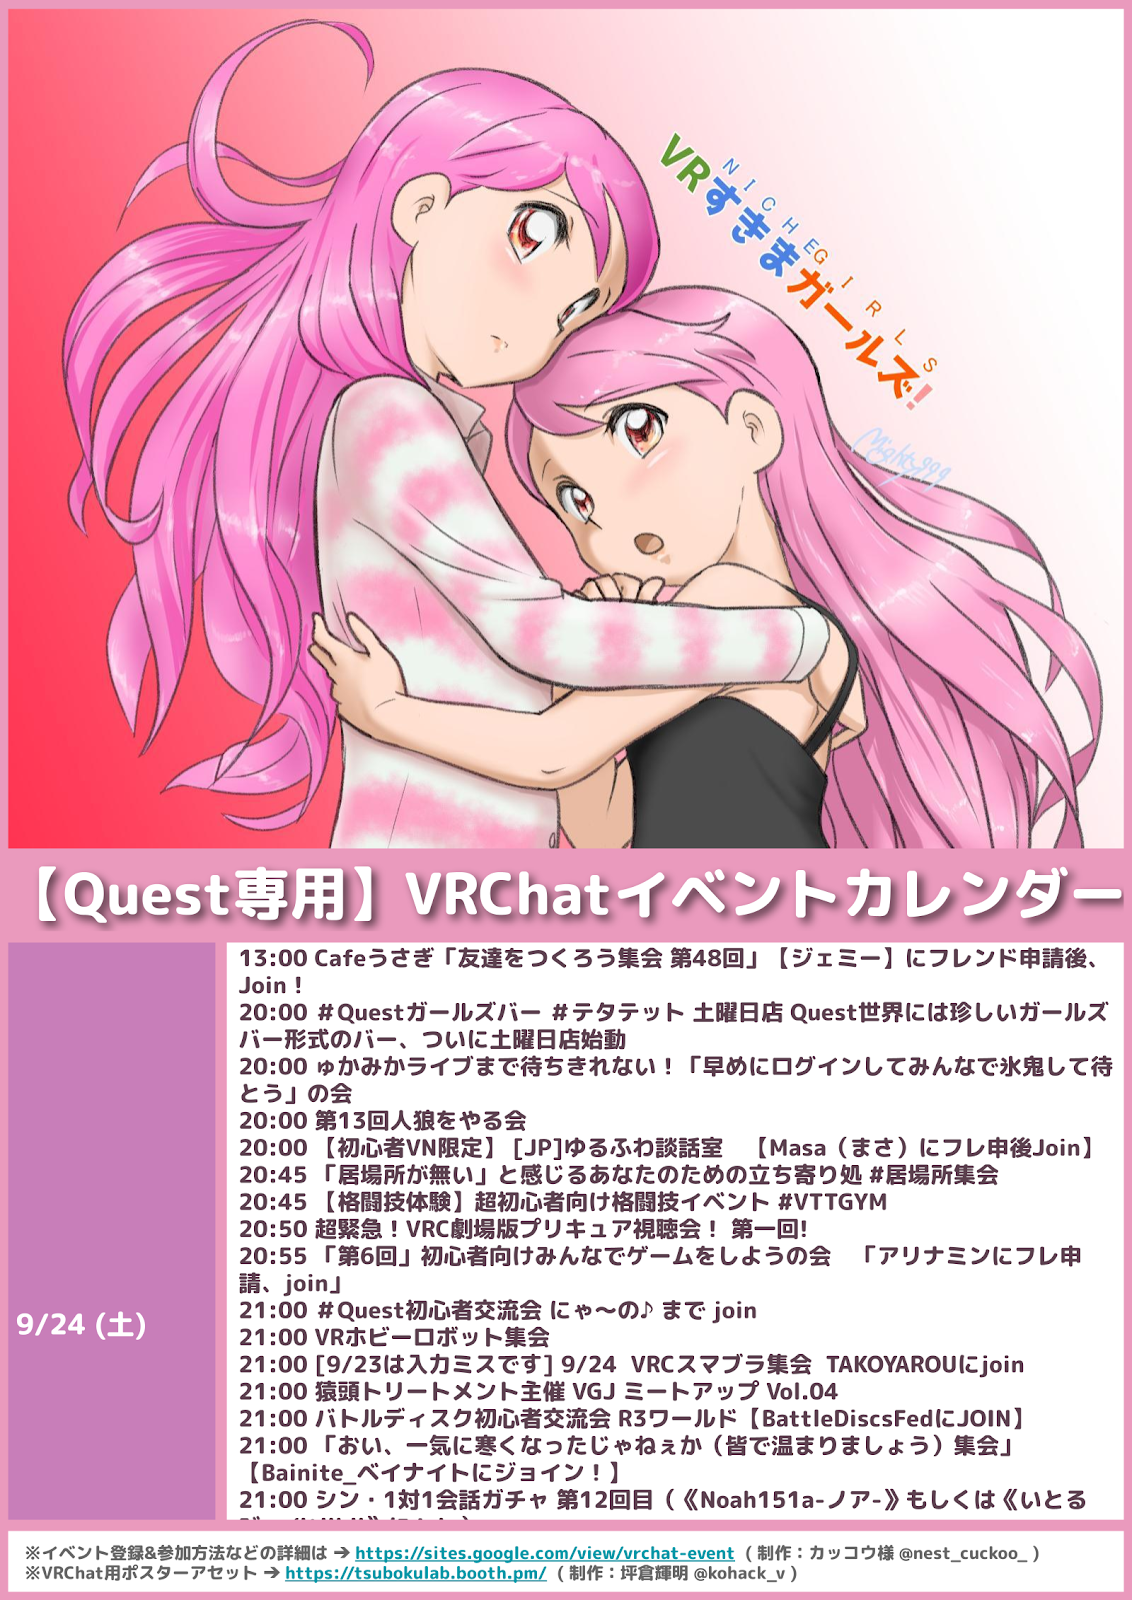 NICHE GIRLS
VRすきまガールズ!
Mighty999
【Quest専用】VRChatイベントカレンダー
9/24 (土)
13:00 Cafeうさぎ「友達をつくろう集会 第48回」【ジェミー】にフレンド申請後、
Join！
20:00 ＃Questガールズバー ＃テタテット 土曜日店 Quest世界には珍しいガールズ
バー形式のバー、ついに土曜日店始動
20:00 ゅかみかライブまで待ちきれない！「早めにログインしてみんなで氷鬼して待
とう」の会
20:00 第13回人狼をやる会
20:00 【初心者VN限定】 [JP]ゆるふわ談話室　【Masa（まさ）にフレ申後Join】
20:45 「居場所が無い」と感じるあなたのための立ち寄り処 #居場所集会
20:45 【格闘技体験】超初心者向け格闘技イベント #VTTGYM
20:50 超緊急！VRC劇場版プリキュア視聴会！ 第一回!
20:55 「第6回」初心者向けみんなでゲームをしようの会　「アリナミンにフレ申
請、join」
21:00 ＃Quest初心者交流会 にゃ～の♪ まで join
21:00 VRホビーロボット集会
21:00 [9/23は入力ミスです] 9/24 VRCスマブラ集会 TAKOYAROUにjoin
21:00 猿頭トリートメント主催 VGJ ミートアップ Vol.04
21:00 バトルディスク初心者交流会 R3ワールド【BattleDiscsFedにJOIN】
21:00 「おい、一気に寒くなったじゃねぇか（皆で温まりましょう）集会」
【Bainite_ベイナイトにジョイン！】
21:00 シン・1対1会話ガチャ 第12回目（《Noah151a-ノア-》もしくは《いとる
※イベント登録&参加方法などの詳細は ➔ https://sites.google.com/view/vrchat-event （制作：カッコウ様 @nest_cuckoo_ ）
※VRChat用ポスターアセット ➔ https://tsubokulab.booth.pm/ （制作：坪倉輝明 @kohack_v ）